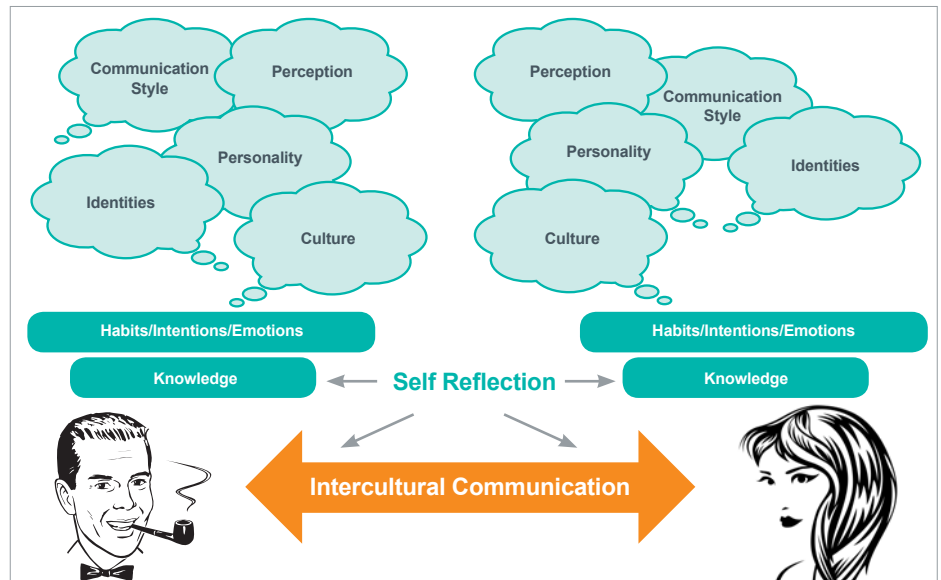 Communication
Style
Perception
Personality
Identities
Culture
Perception
Communication
Style
Personality
Identities
Culture
Habits/Intentions/Emotions
Habits/Intentions/Emotions
Knowledge
Self Reflection
Knowledge
Intercultural Communication